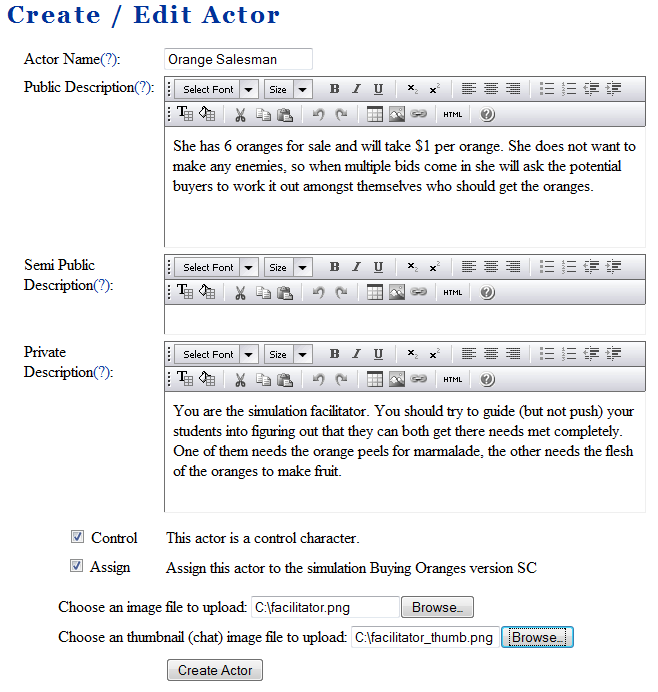 Create / Edit Actor
Actor Name(?): Orange Salesman
Public Description(?): Select Font Size B I U x₂ x²
HTML ?
She has 6 oranges for sale and will take $1 per orange. She does not want to
make any enemies, so when multiple bids come in she will ask the potential
buyers to work it out amongst themselves who should get the oranges.
Semi Public
Description(?):
Select Font Size B I U x₂ x²
HTML ?
Private
Description(?):
Select Font Size B I U x₂ x²
HTML ?
You are the simulation facilitator. You should try to guide (but not push) your
students into figuring out that they can both get there needs met completely.
One of them needs the orange peels for marmalade, the other needs the flesh
of the oranges to make fruit.
Control This actor is a control character.
Assign Assign this actor to the simulation Buying Oranges version SC
Choose an image file to upload: C:\facilitator.png Browse...
Choose an thumbnail (chat) image file to upload: C:\facilitator_thumb.png Browse...
Create Actor